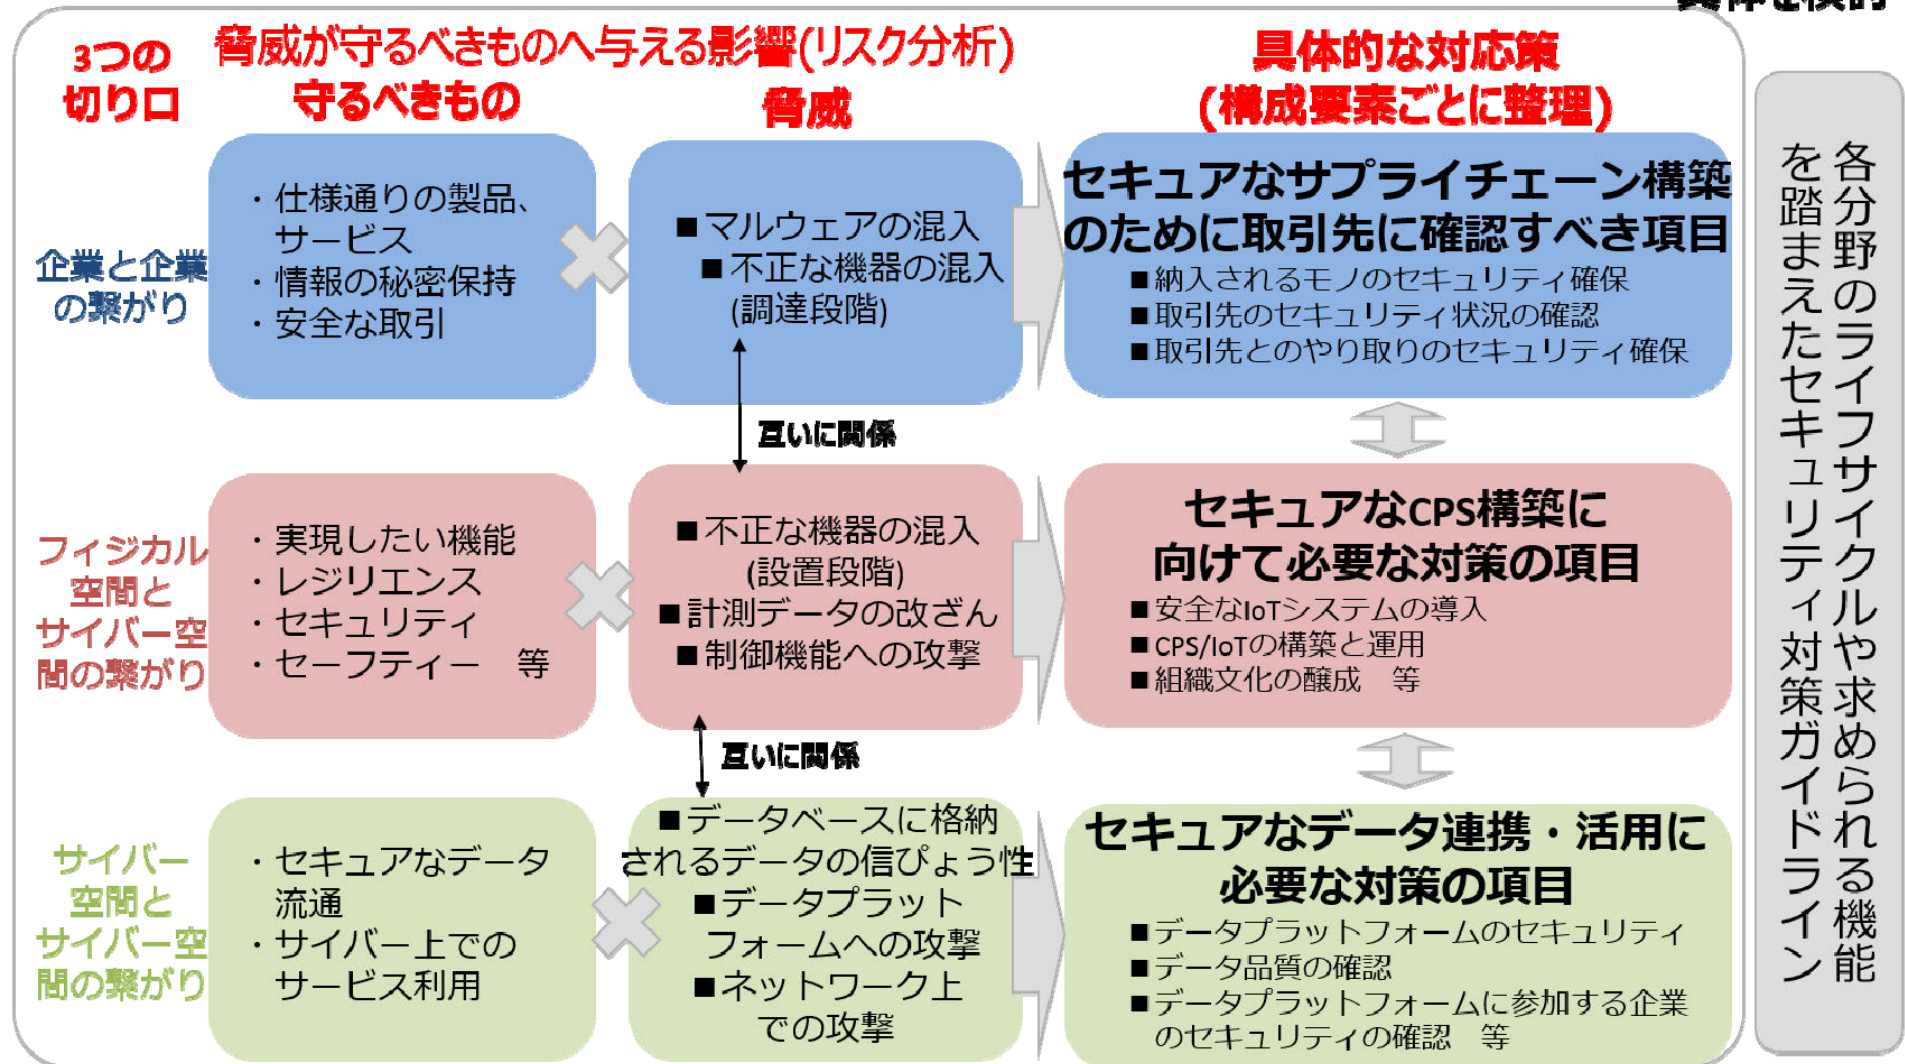 3つの
切り口
脅威が守るべきものへ与える影響(リスク分析)
守るべきもの
脅威
具体的な対応策
(構成要素ごとに整理)
企業と企業
の繋がり
・仕様通りの製品、
サービス
・情報の秘密保持
・安全な取引
■マルウェアの混入
■不正な機器の混入
(調達段階)
セキュアなサプライチェーン構築
のために取引先に確認すべき項目
■納入されるモノのセキュリティ確保
■取引先のセキュリティ状況の確認
■取引先とのやり取りのセキュリティ確保
互いに関係
フィジカル
空間と
サイバー空
間の繋がり
・実現したい機能
・レジリエンス
・セキュリティ
・セーフティー　等
■不正な機器の混入
(設置段階)
■計測データの改ざん
■制御機能への攻撃
セキュアなCPS構築に
向けて必要な対策の項目
■安全なIoTシステムの導入
■CPS/IoTの構築と運用
■組織文化の醸成　等
互いに関係
サイバー
空間と
サイバー空
間の繋がり
・セキュアなデータ
流通
・サイバー上での
サービス利用
■データベースに格納
されるデータの信ぴょう性
■データプラット
フォームへの攻撃
■ネットワーク上
での攻撃
セキュアなデータ連携・活用に
必要な対策の項目
■データプラットフォームのセキュリティ
■データ品質の確認
■データプラットフォームに参加する企業
のセキュリティの確認　等
各分野のライフサイクルや求められる機能
を踏まえたセキュリティ対策ガイドライン